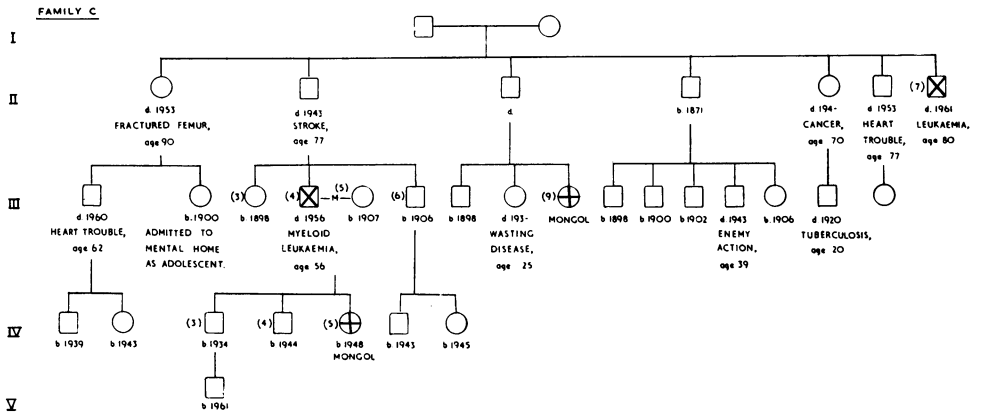 FAMILY C
I
II
(7)
d. 1953
FRACTURED FEMUR,
age 90
d 1943
STROKE,
age 77
d.
b. 1871
d 194-
CANCER,
age 70
d 1953
HEART
TROUBLE,
age 77
d. 1961
LEUKAEMIA,
age 80
III
(3)
(4)
(5)
M
(6)
(9)
d 1960
HEART TROUBLE,
age 62
b. 1900
ADMITTED TO
MENTAL HOME
AS ADOLESCENT.
b. 1898
d 1956
MYELOID
LEUKAEMIA,
age 56
b 1907
b 1906
b 1898
d 193-
WASTING
DISEASE,
age 25
MONGOL
b 1898
b 1900
b 1902
d 1943
ENEMY
ACTION,
age 39
b. 1906
d 1920
TUBERCULOSIS,
age 20
IV
(3)
(4)
(5)
b 1939
b 1943
b 1934
b 1944
b 1948
MONGOL
b. 1943
b 1945
V
b 1961